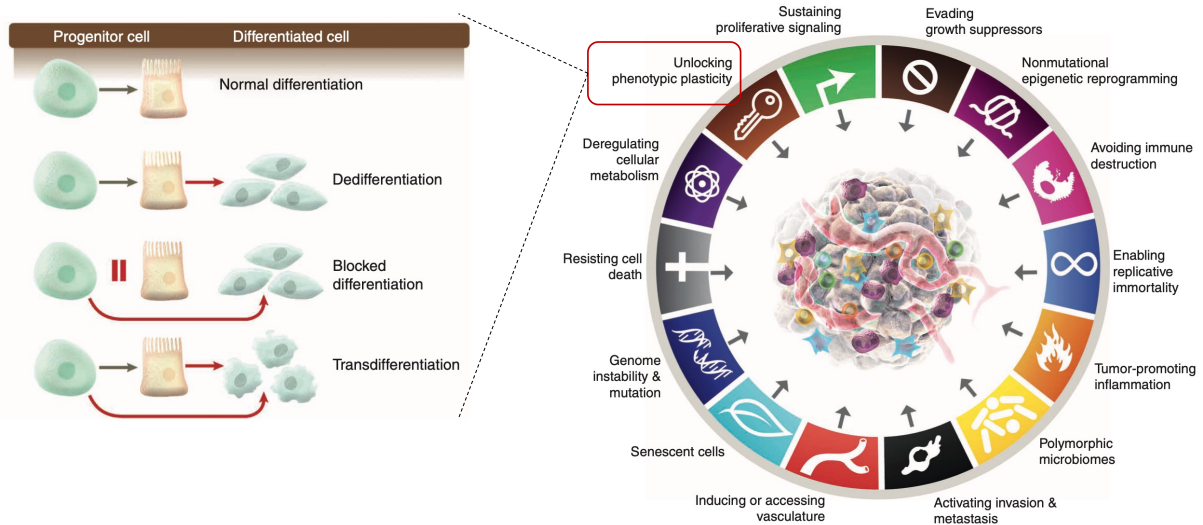 Progenitor cell
Differentiated cell
Normal differentiation
Dedifferentiation
Blocked
differentiation
Transdifferentiation
Sustaining
proliferative signaling
Evading
growth suppressors
Unlocking
phenotypic plasticity
Nonmutational
epigenetic reprogramming
Deregulating
cellular
metabolism
Avoiding immune
destruction
Resisting cell
death
Enabling
replicative
immortality
Genome
instability &
mutation
Tumor-promoting
inflammation
Senescent cells
Polymorphic
microbiomes
Inducing or accessing
vasculature
Activating invasion &
metastasis